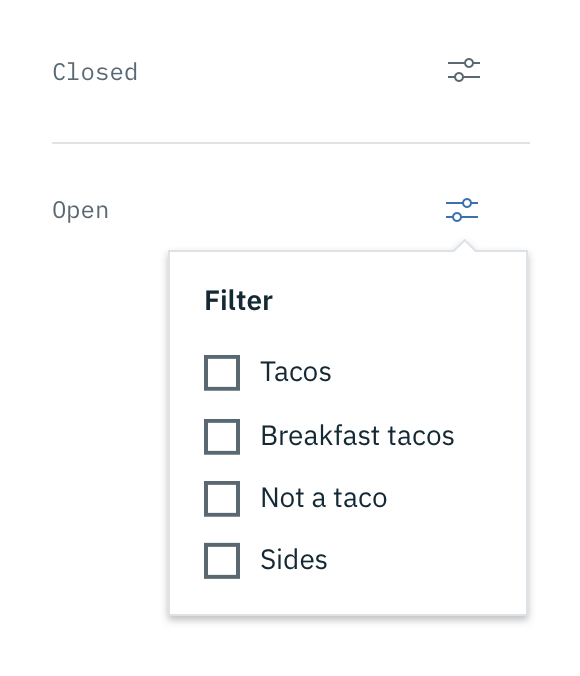 Closed
Open
Filter
Tacos
Breakfast tacos
Not a taco
Sides